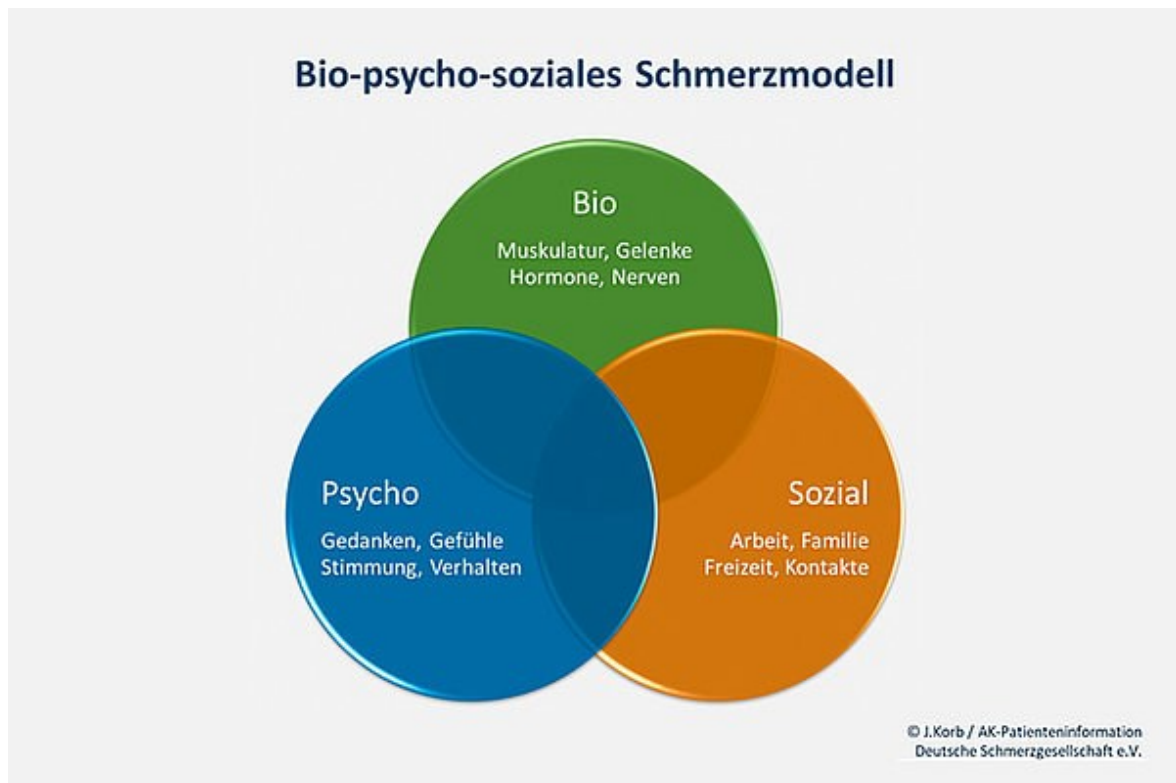 Bio-psycho-soziales Schmerzmodell
Bio
Muskulatur, Gelenke
Hormone, Nerven
Psycho
Gedanken, Gefühle
Stimmung, Verhalten
Sozial
Arbeit, Familie
Freizeit, Kontakte
© J.Korb / AK-Patienteninformation
Deutsche Schmerzgesellschaft e.V.